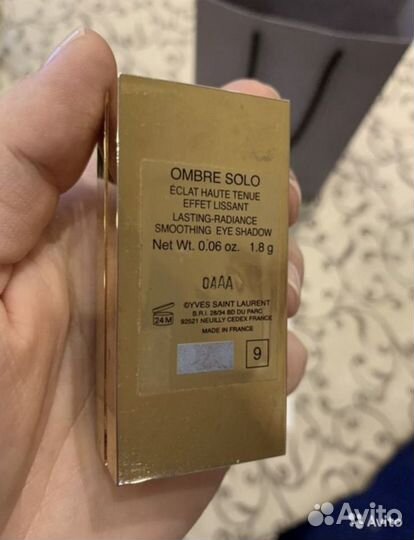 OMBRE SOLO
ÉCLAT HAUTE TENUE
EFFET LISSANT
LASTING-RADIANCE
SMOOTHING EYE SHADOW
Net Wt. 0.06 oz. 1.8 g
0AAA
©YVES SAINT LAURENT
B.R.I. 28/34 BD DU PARC
92521 NEUILLY CEDEX FRANCE
24M
MADE IN FRANCE
9
Avito
Avito